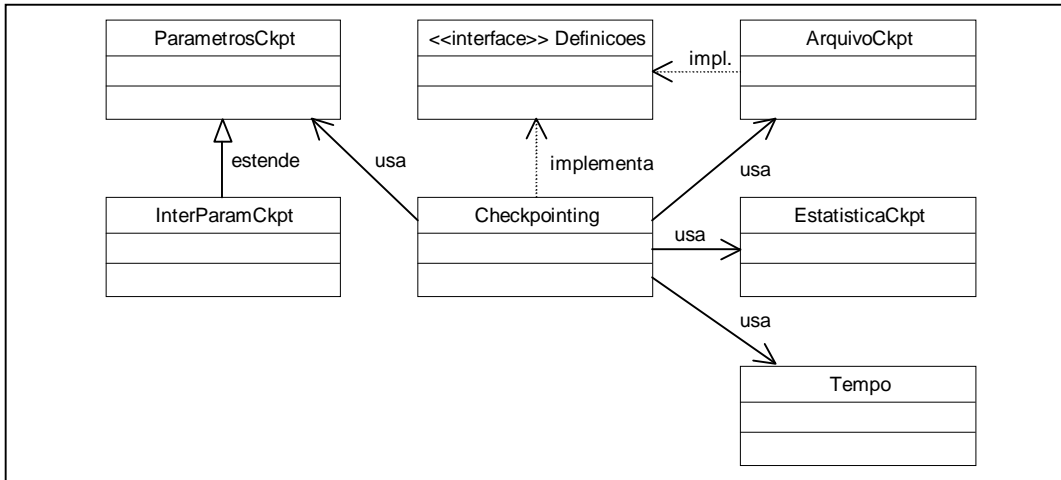 ParametrosCkpt
<<interface>> Definicoes
ArquivoCkpt
impl.
estende
usa
implementa
usa
InterParamCkpt
Checkpointing
EstatisticaCkpt
usa
usa
Tempo